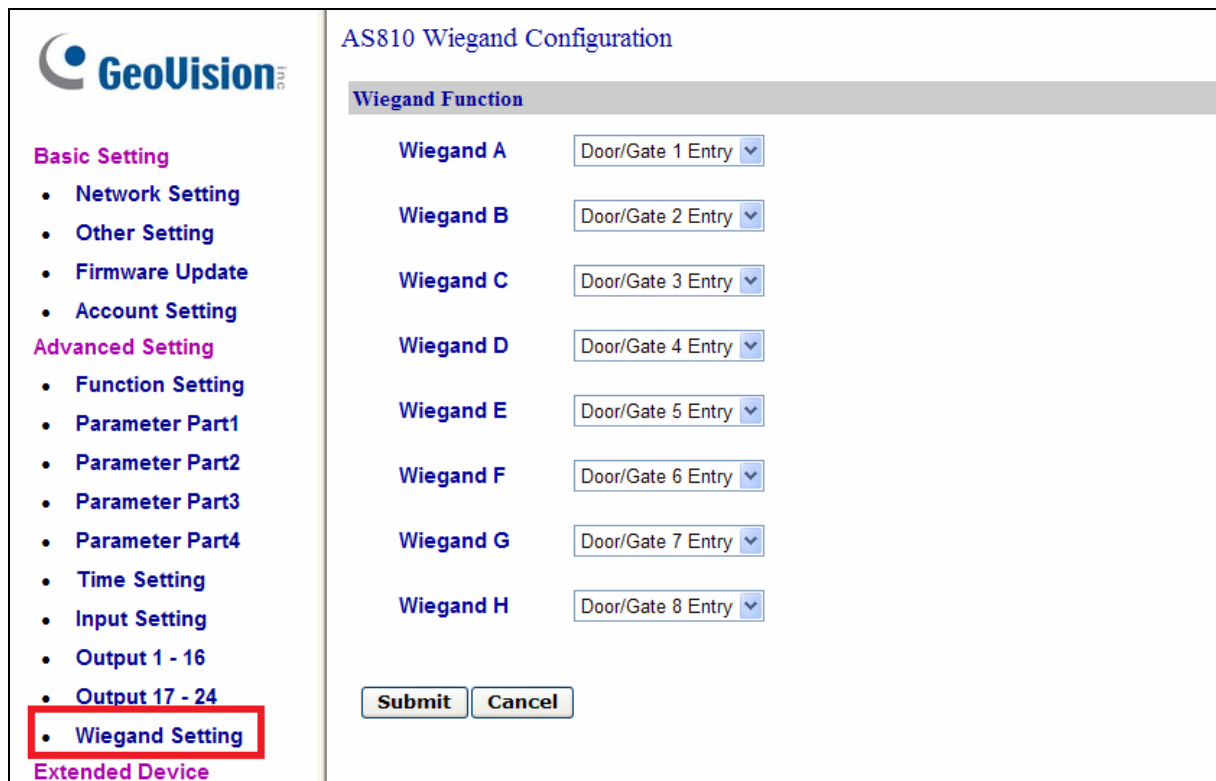 GeoVision inc
Basic Setting
• Network Setting
• Other Setting
• Firmware Update
• Account Setting
Advanced Setting
• Function Setting
• Parameter Part1
• Parameter Part2
• Parameter Part3
• Parameter Part4
• Time Setting
• Input Setting
• Output 1 - 16
• Output 17 - 24
• Wiegand Setting
Extended Device
AS810 Wiegand Configuration
Wiegand Function
Wiegand A Door/Gate 1 Entry
Wiegand B Door/Gate 2 Entry
Wiegand C Door/Gate 3 Entry
Wiegand D Door/Gate 4 Entry
Wiegand E Door/Gate 5 Entry
Wiegand F Door/Gate 6 Entry
Wiegand G Door/Gate 7 Entry
Wiegand H Door/Gate 8 Entry
Submit Cancel